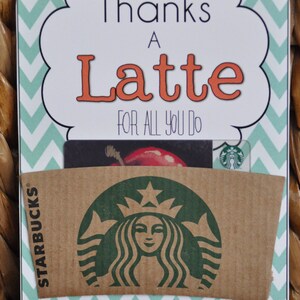 Thanks
A
Latte
FOR ALL YOU DO
STARBUCKS